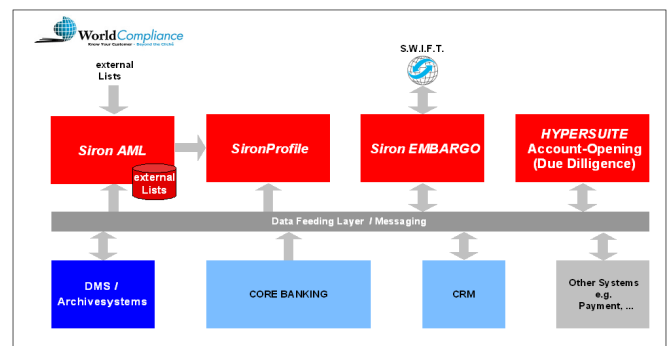 WorldCompliance
Know Your Customer - Beyond the Cliché
external
Lists
S.W.I.F.T.
Siron AML
external
Lists
SironProfile
Siron EMBARGO
HYPERSUITE
Account-Opening
(Due Dilligence)
Data Feeding Layer / Messaging
DMS /
Archivesystems
CORE BANKING
CRM
Other Systems
e.g.
Payment, ...